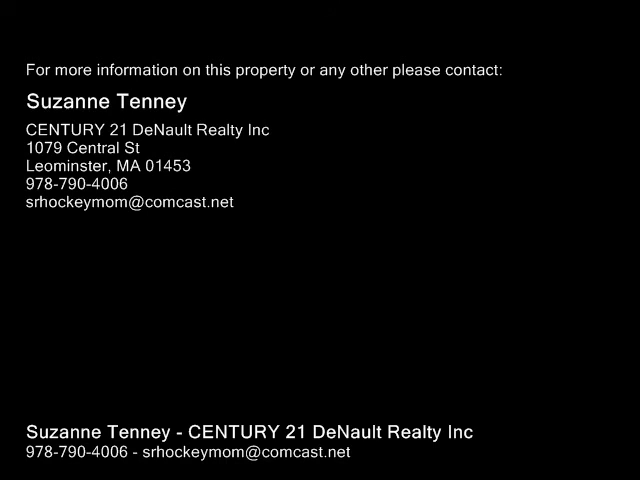 For more information on this property or any other please contact:
Suzanne Tenney
CENTURY 21 DeNault Realty Inc
1079 Central St
Leominster, MA 01453
978-790-4006
srhockeymom@comcast.net
Suzanne Tenney - CENTURY 21 DeNault Realty Inc
978-790-4006 - srhockeymom@comcast.net